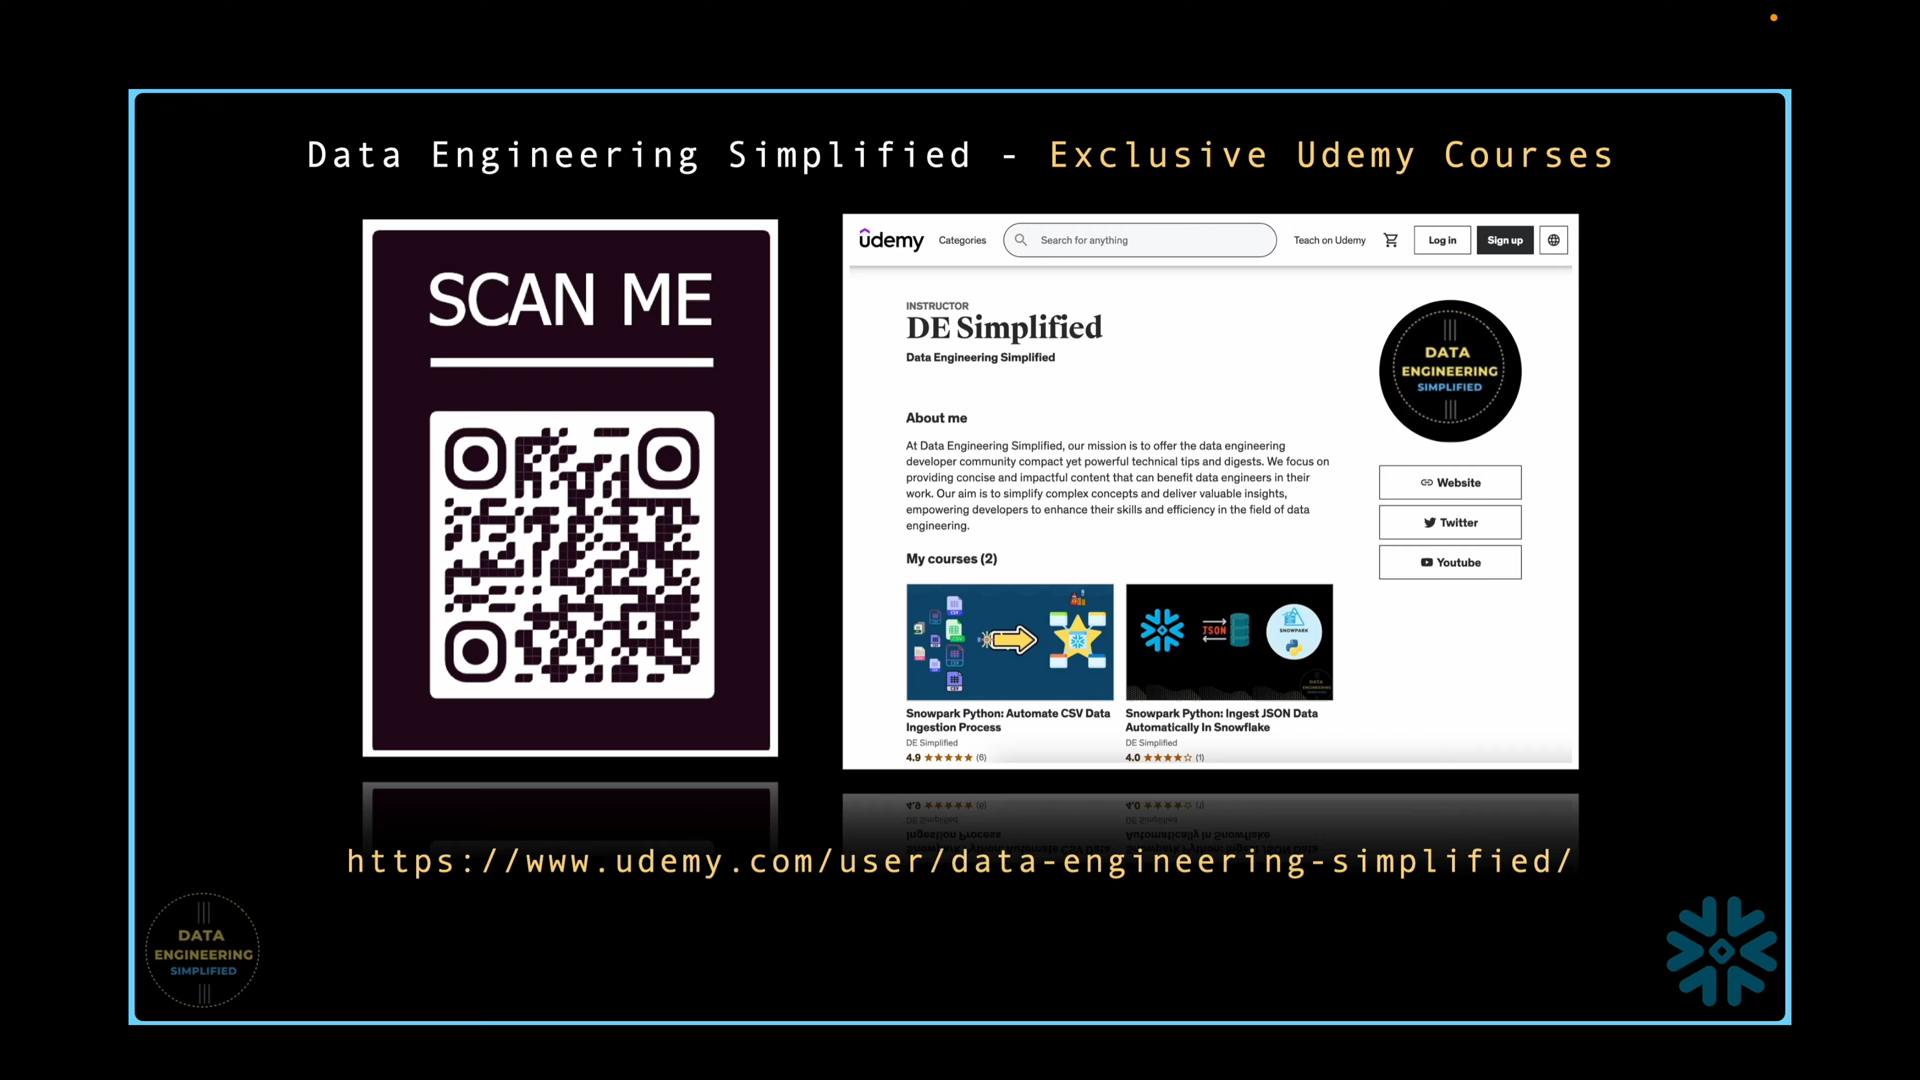 Data Engineering Simplified - Exclusive Udemy Courses
SCAN ME
udemy
Categories
Search for anything
Teach on Udemy
Log in
Sign up
INSTRUCTOR
DE Simplified
Data Engineering Simplified
About me
At Data Engineering Simplified, our mission is to offer the data engineering
developer community compact yet powerful technical tips and digests. We focus on
providing concise and impactful content that can benefit data engineers in their
work. Our aim is to simplify complex concepts and deliver valuable insights,
empowering developers to enhance their skills and efficiency in the field of data
engineering.
DATA
ENGINEERING
SIMPLIFIED
Website
Twitter
Youtube
My courses (2)
JSON
SNOWPARK
Snowpark Python: Automate CSV Data
Ingestion Process
DE Simplified
4.9 (6)
Snowpark Python: Ingest JSON Data
Automatically In Snowflake
DE Simplified
4.0 (1)
https://www.udemy.com/user/data-engineering-simplified/
DATA
ENGINEERING
SIMPLIFIED